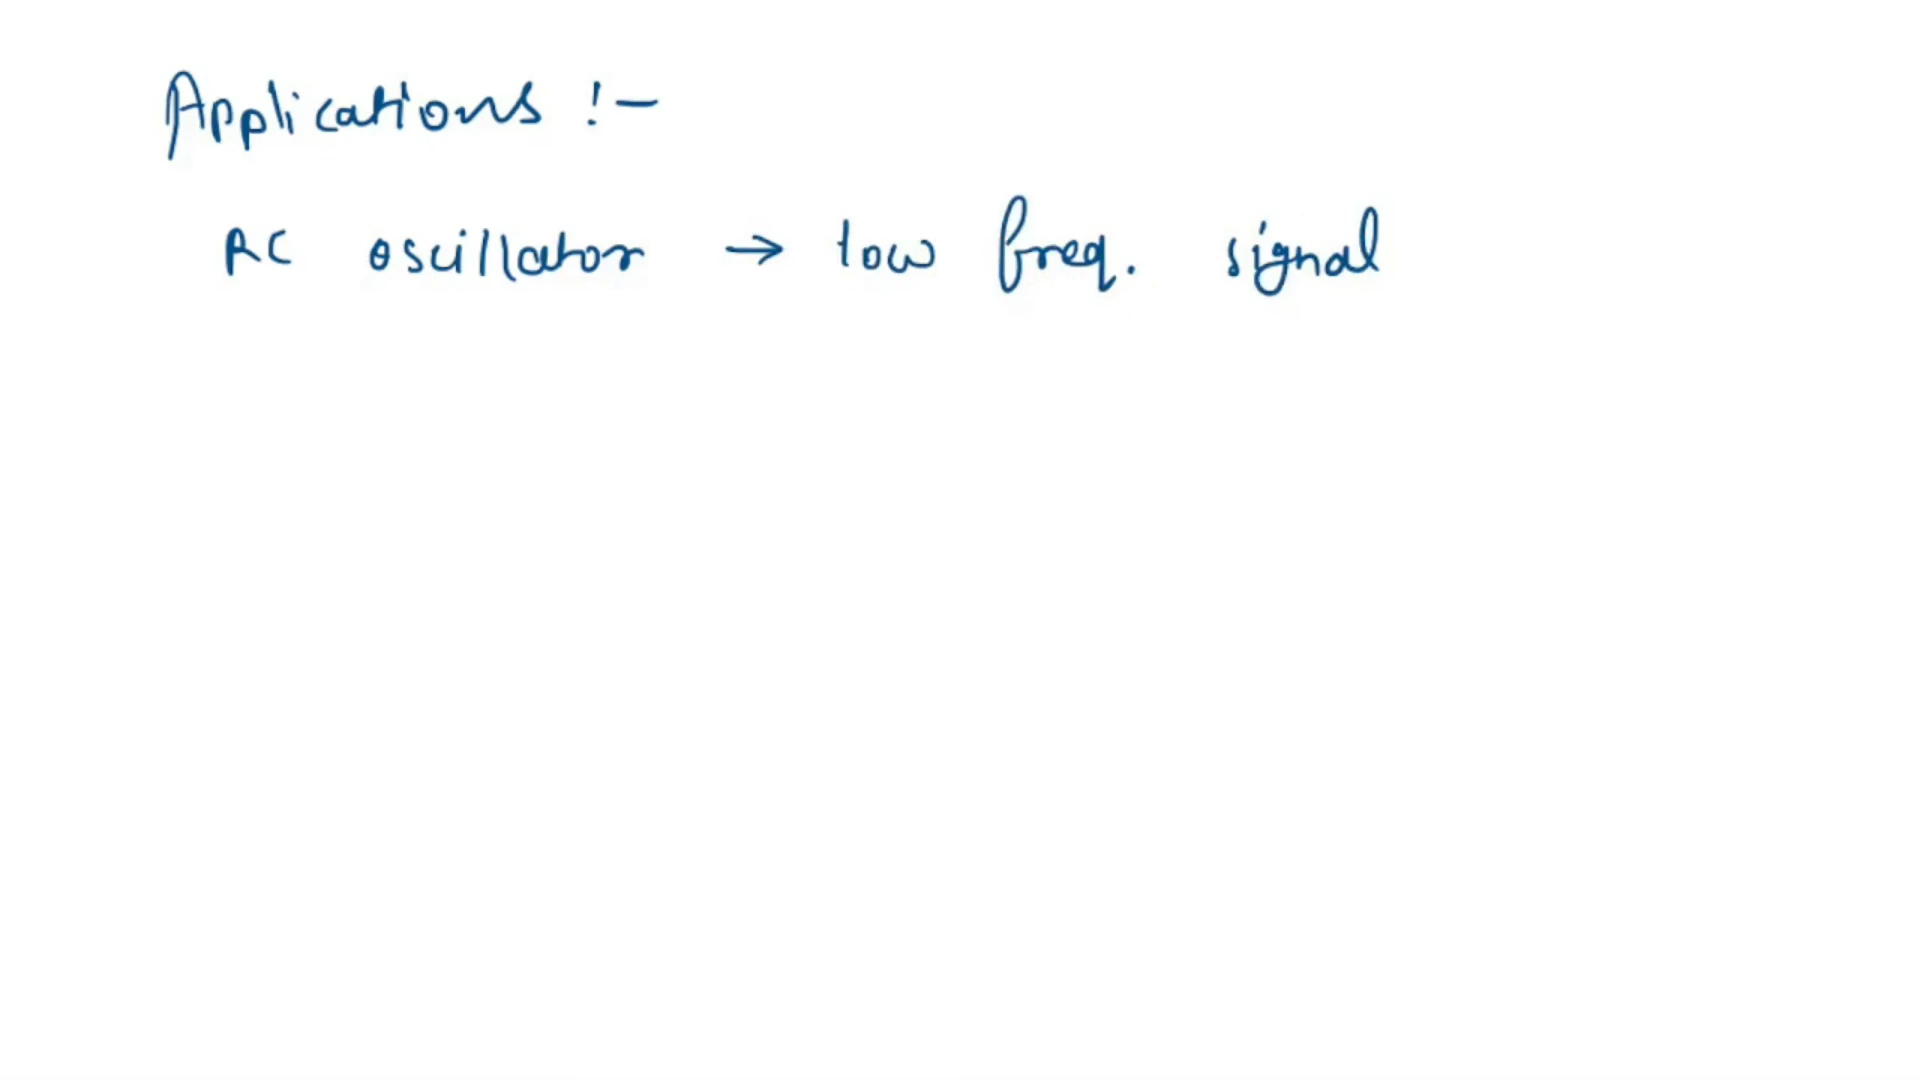 Applications :-
RC oscillator → low freq. signal